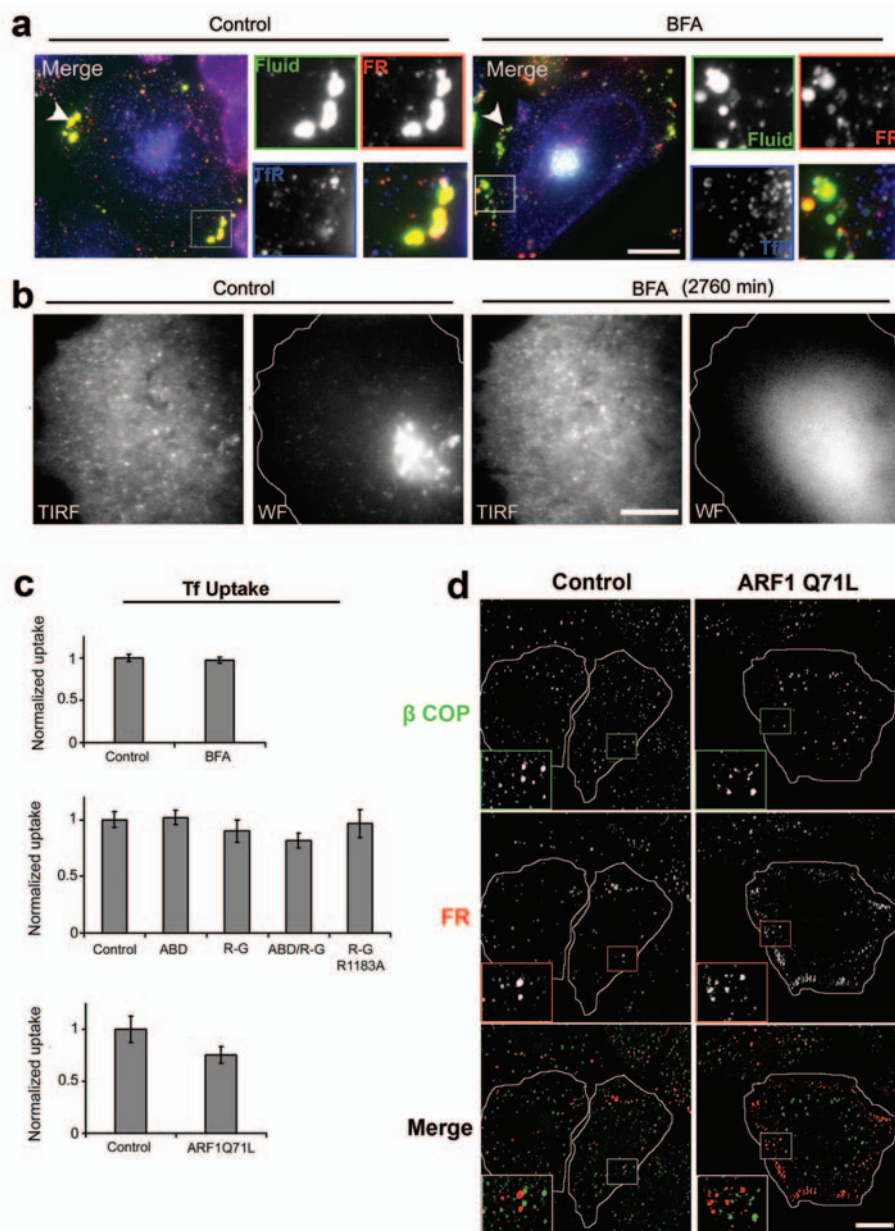 a
Control
BFA
Merge
Fluid
FR
TfR
Merge
Fluid
FR
TfR
b
Control
BFA (2760 min)
TIRF
WF
TIRF
WF
c
Tf Uptake
Normalized uptake
1
0.5
0
Control
BFA
Normalized uptake
1
0.5
0
Control
ABD
R-G
ABD/R-G
R-G
R1183A
Normalized uptake
1
0.5
0
Control
ARF1Q71L
d
Control
ARF1 Q71L
β COP
FR
Merge